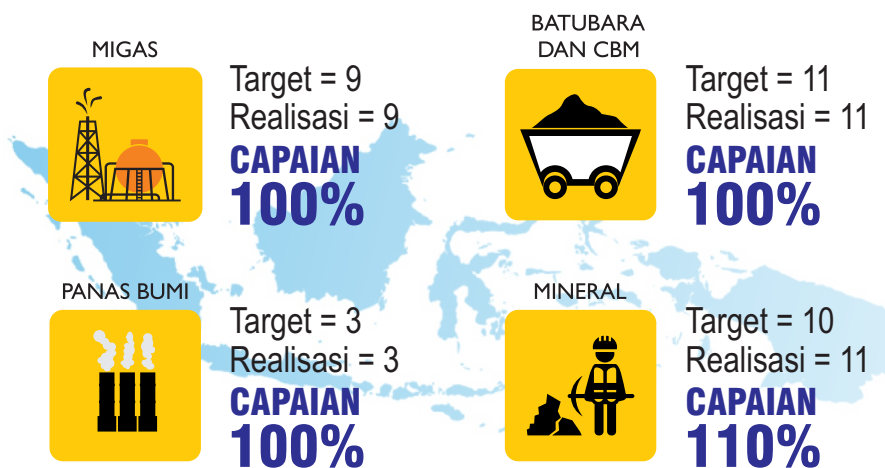 MIGAS
Target = 9
Realisasi = 9
CAPAIAN
100%
BATUBARA
DAN CBM
Target = 11
Realisasi = 11
CAPAIAN
100%
PANAS BUMI
Target = 3
Realisasi = 3
CAPAIAN
100%
MINERAL
Target = 10
Realisasi = 11
CAPAIAN
110%